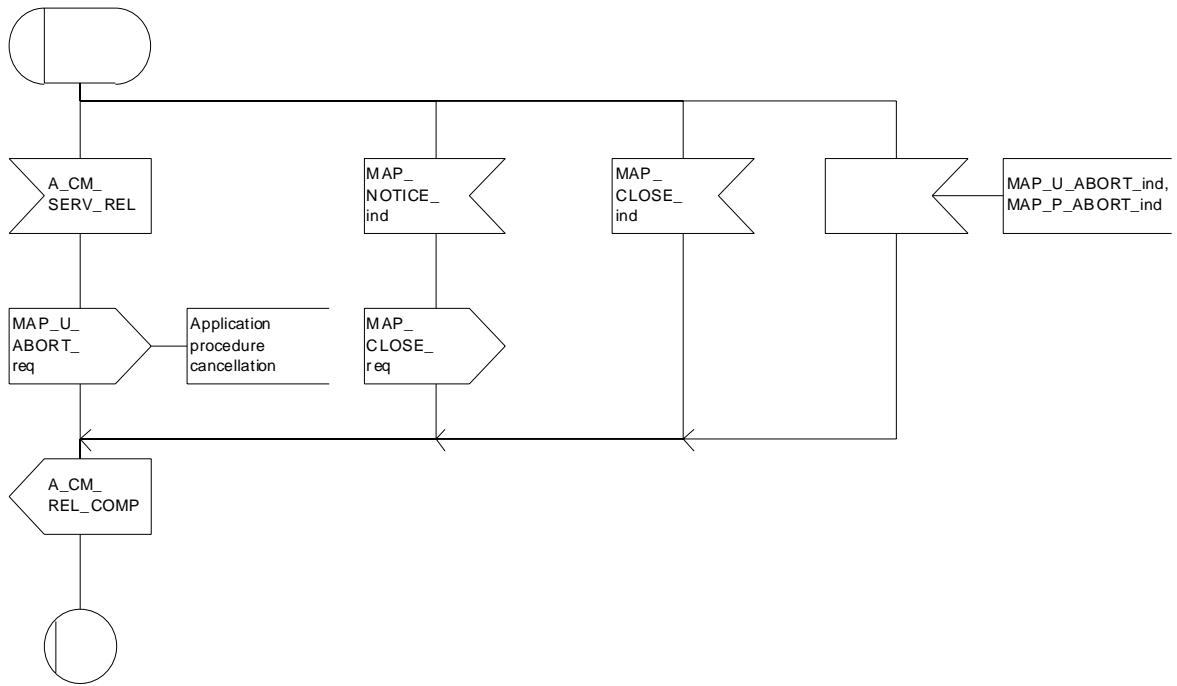 A_CM_
SERV_REL
MAP_
NOTICE_
ind
MAP_
CLOSE_
ind
MAP_U_ABORT_ind,
MAP_P_ABORT_ind
MAP_U_
ABORT_
req
Application
procedure
cancellation
MAP_
CLOSE_
req
A_CM_
REL_COMP